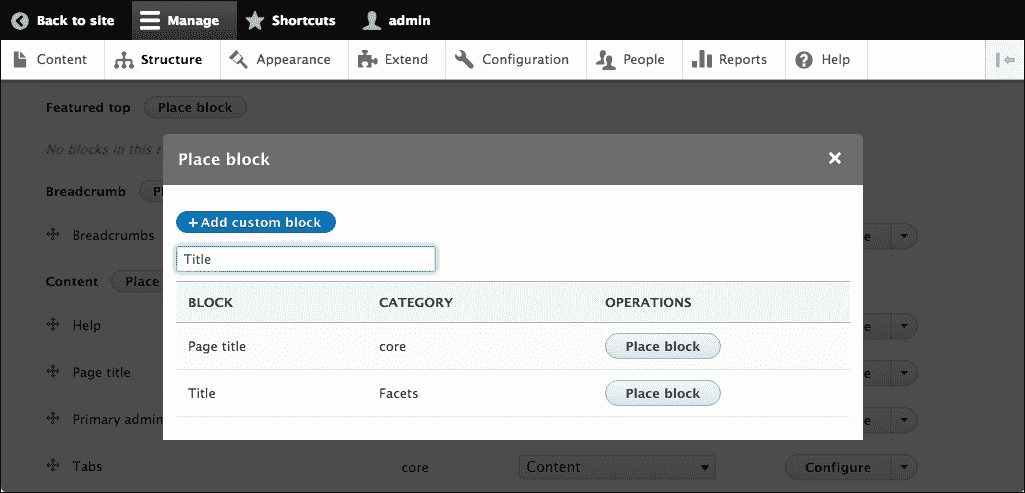 Back to site Manage Shortcuts admin
Content Structure Appearance Extend Configuration People Reports Help
Featured top Place block
No blocks in this
Place block ×
Breadcrumb
+ Add custom block
Breadcrumbs
Title
Content Place
BLOCK CATEGORY OPERATIONS
Help
Page title core Place block
Page title
Title Facets Place block
Primary admin
Tabs core Content Configure